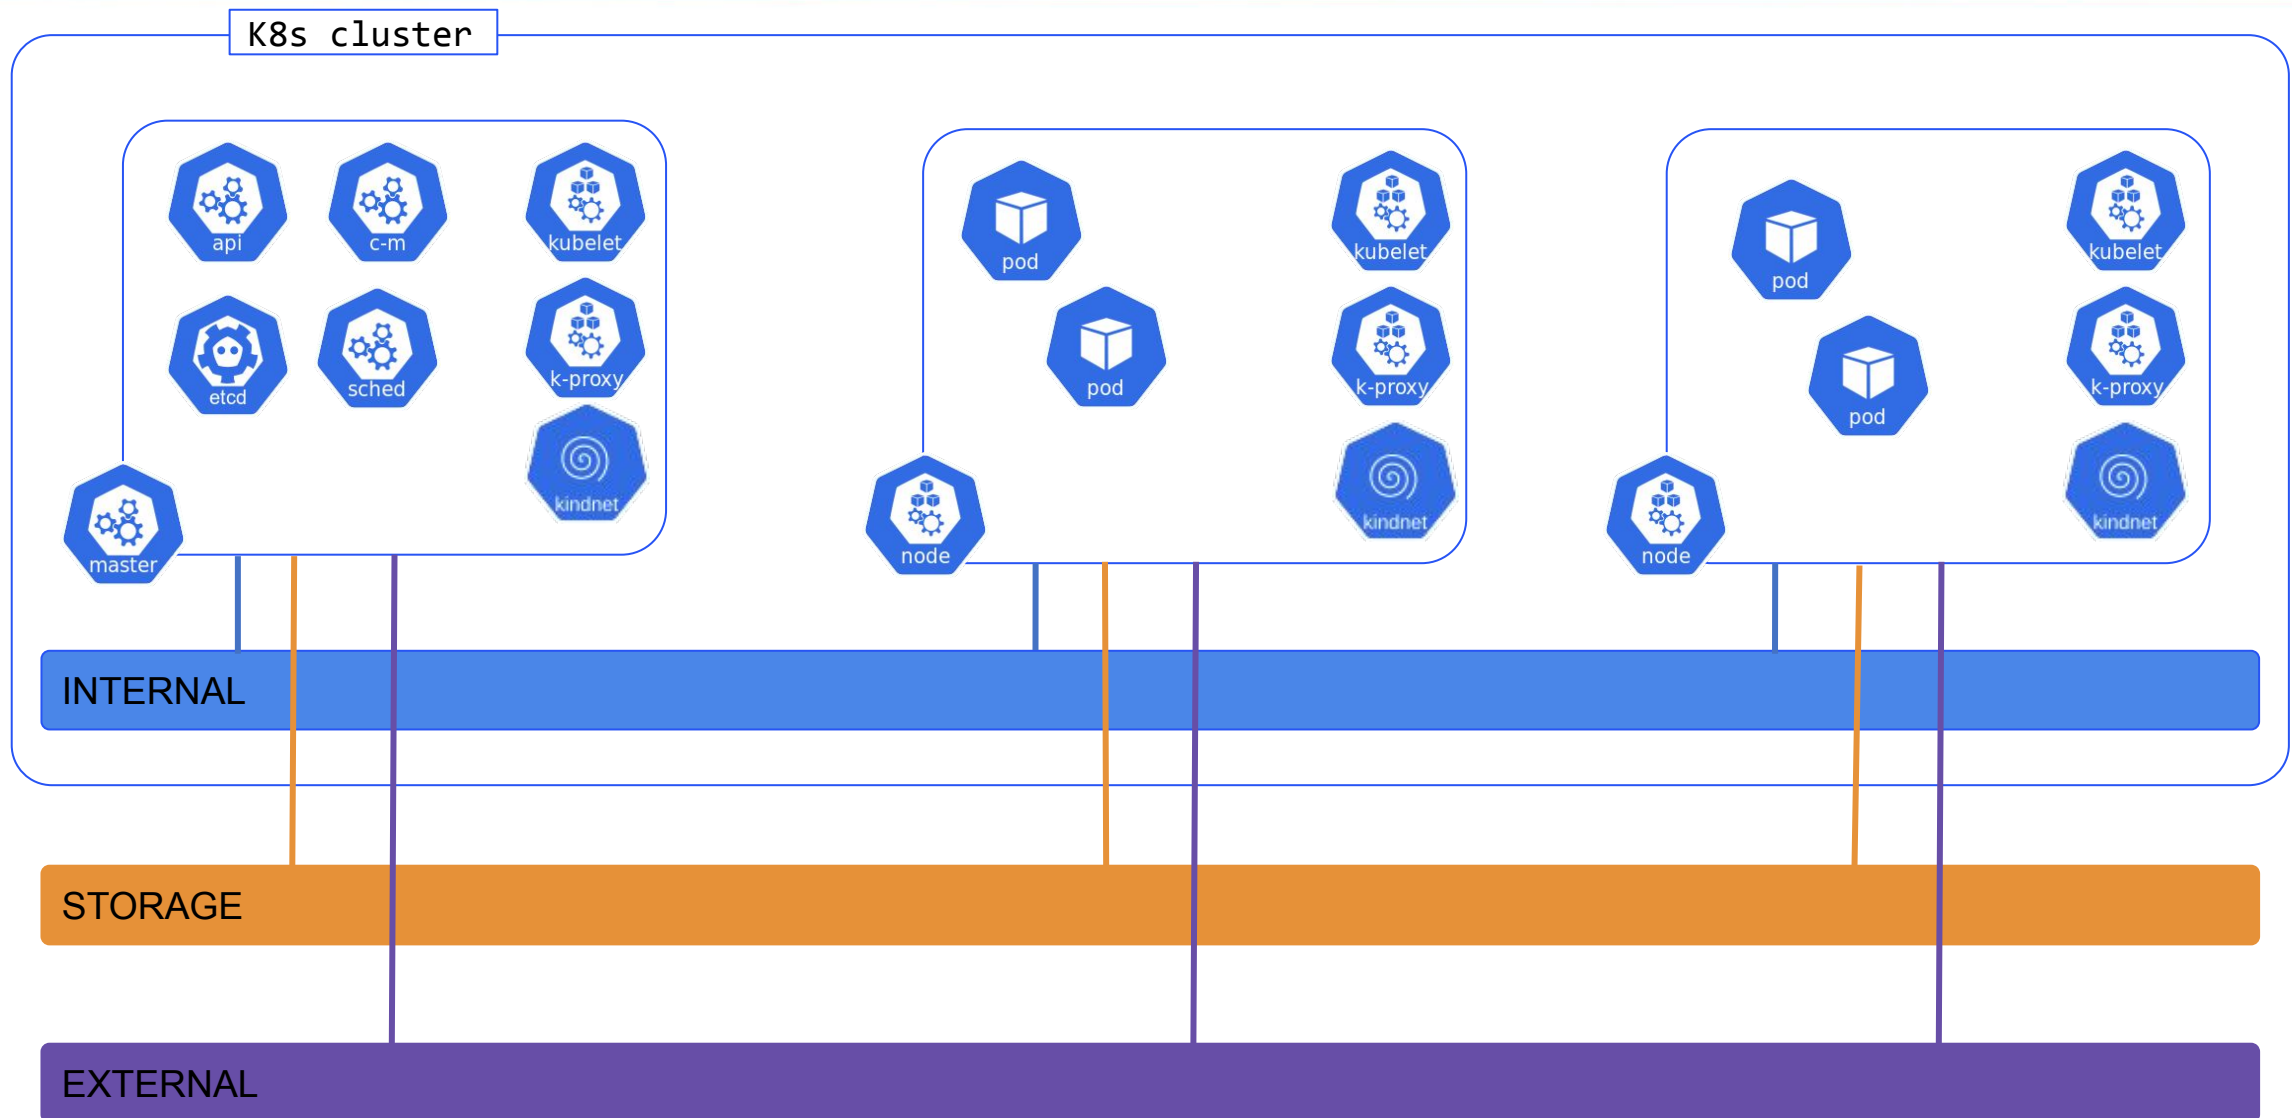 K8s cluster
api
c-m
kubelet
etcd
sched
k-proxy
kindnet
master
pod
pod
kubelet
k-proxy
kindnet
node
pod
pod
kubelet
k-proxy
kindnet
node
INTERNAL
STORAGE
EXTERNAL